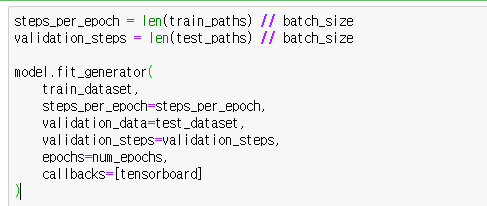 steps_per_epoch = len(train_paths) // batch_size
validation_steps = len(test_paths) // batch_size

model.fit_generator(
    train_dataset,
    steps_per_epoch=steps_per_epoch,
    validation_data=test_dataset,
    validation_steps=validation_steps,
    epochs=num_epochs,
    callbacks=[tensorboard]
)